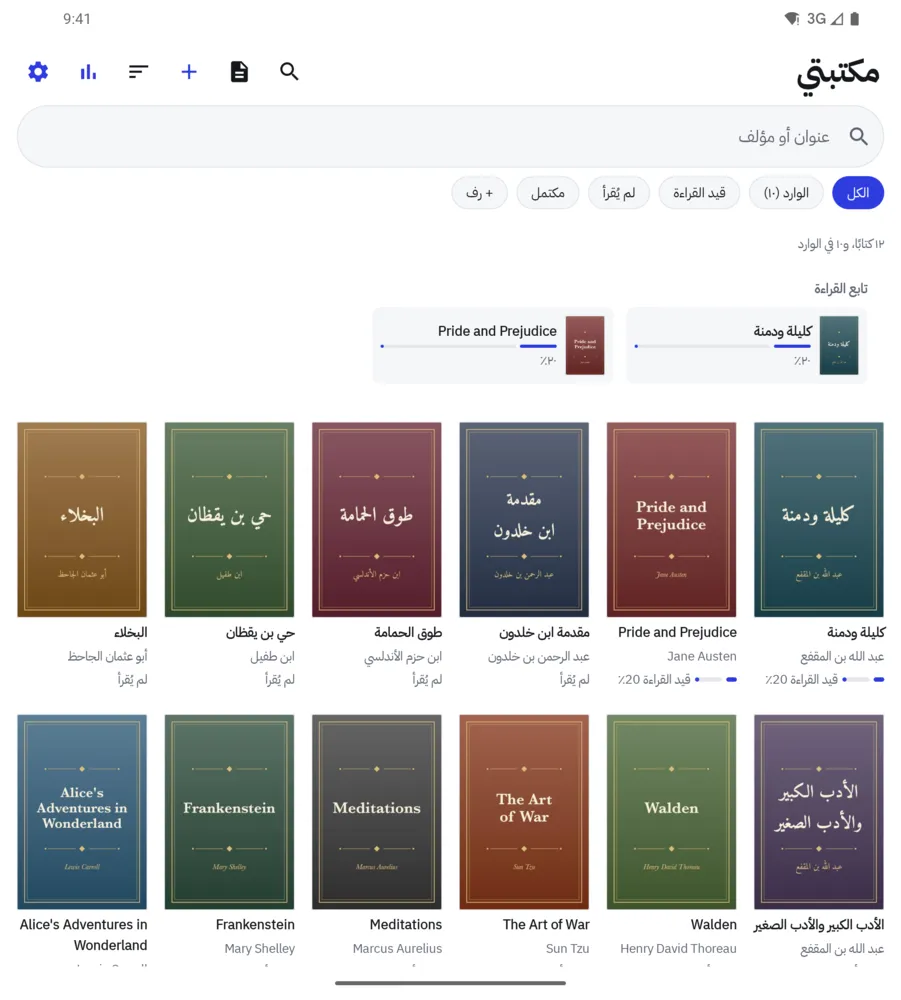 9:41
3G
مكتبتي
عنوان أو مؤلف
الكل
الوارد (١٠)
قيد القراءة
لم يُقرأ
مكتمل
+ رف
١٢ كتابًا، و١٠ في الوارد
تابع القراءة
كليلة ودمنة
كليلة ودمنة
٢٠٪
Pride and Prejudice
Pride and Prejudice
٢٠٪
كليلة ودمنة
عبد الله بن المقفع
كليلة ودمنة
عبد الله بن المقفع
قيد القراءة 20٪
Pride and
Prejudice
Jane Austen
Pride and Prejudice
Jane Austen
قيد القراءة 20٪
مقدمة
ابن خلدون
عبد الرحمن بن خلدون
مقدمة ابن خلدون
عبد الرحمن بن خلدون
لم يُقرأ
طوق الحمامة
ابن حزم الأندلسي
طوق الحمامة
ابن حزم الأندلسي
لم يُقرأ
حي بن يقظان
ابن طفيل
حي بن يقظان
ابن طفيل
لم يُقرأ
البخلاء
أبو عثمان الجاحظ
البخلاء
أبو عثمان الجاحظ
لم يُقرأ
الأدب الكبير
والأدب الصغير
عبد الله بن المقفع
الأدب الكبير والأدب الصغير
عبد الله بن المقفع
Walden
Henry David Thoreau
Walden
Henry David Thoreau
The Art
of War
Sun Tzu
The Art of War
Sun Tzu
Meditations
Marcus Aurelius
Meditations
Marcus Aurelius
Frankenstein
Mary Shelley
Frankenstein
Mary Shelley
Alice's
Adventures in
Wonderland
Lewis Carroll
Alice's Adventures in
Wonderland